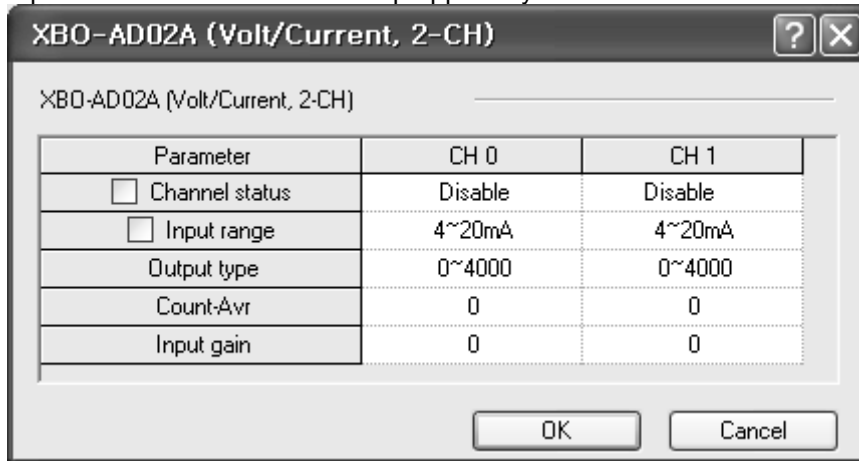 XBO-AD02A (Volt/Current, 2-CH)
XBO-AD02A (Volt/Current, 2-CH)
Parameter CH 0 CH 1
Channel status Disable Disable
Input range 4~20mA 4~20mA
Output type 0~4000 0~4000
Count-Avr 0 0
Input gain 0 0
OK Cancel